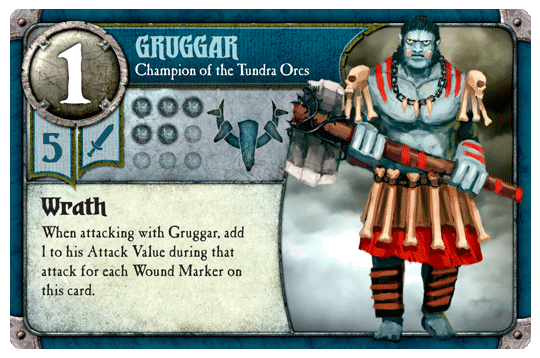 1
GRUGGAR
Champion of the Tundra Orcs
5
Wrath
When attacking with Gruggar, add
1 to his Attack Value during that
attack for each Wound Marker on
this card.